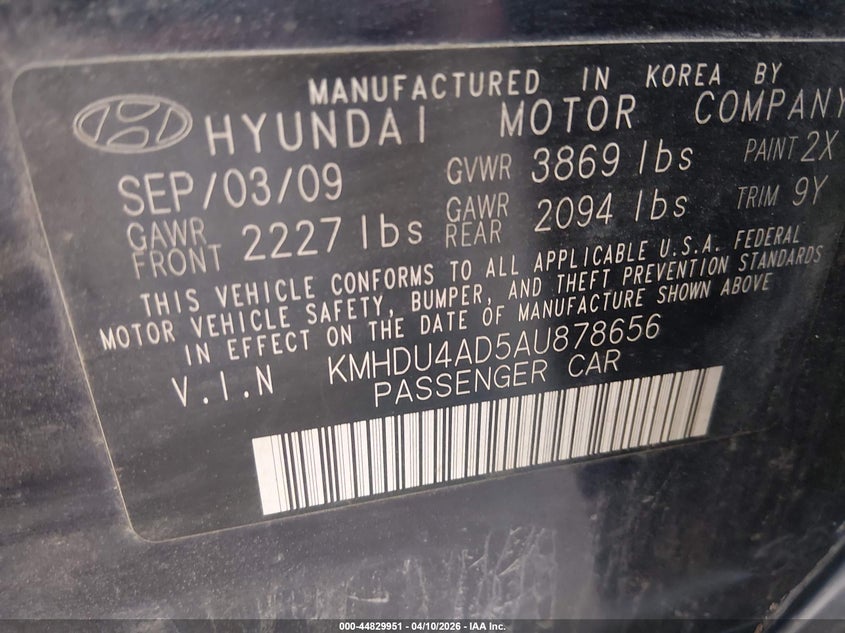 MANUFACTURED IN KOREA BY
HYUNDAI MOTOR COMPANY
SEP/03/09 GVWR 3869 lbs PAINT 2X
GAWR FRONT 2227 lbs GAWR REAR 2094 lbs TRIM 9Y
THIS VEHICLE CONFORMS TO ALL APPLICABLE U.S.A. FEDERAL
MOTOR VEHICLE SAFETY, BUMPER, AND THEFT PREVENTION STANDARDS
IN EFFECT ON THE DATE OF MANUFACTURE SHOWN ABOVE
V.I.N KMHDU4AD5AU878656
PASSENGER CAR
000-44829951 - 04/10/2026 - IAA Inc.